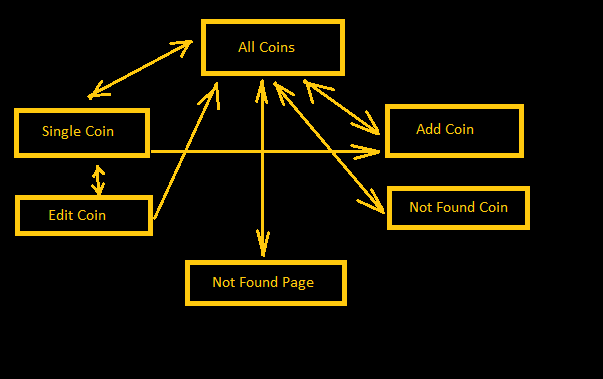 All Coins
Single Coin
Add Coin
Edit Coin
Not Found Coin
Not Found Page